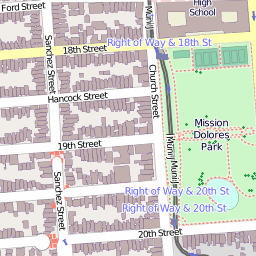 Ford Street
High
School
Muni
Sanchez Street
18th Street
Right of Way & 18th St
Church Street
Hancock Street
Mission
Dolores
Park
19th Street
Muni
Muni
Muni
Sanchez Street
Right of Way & 20th St
Right of Way & 20th St
20th Street